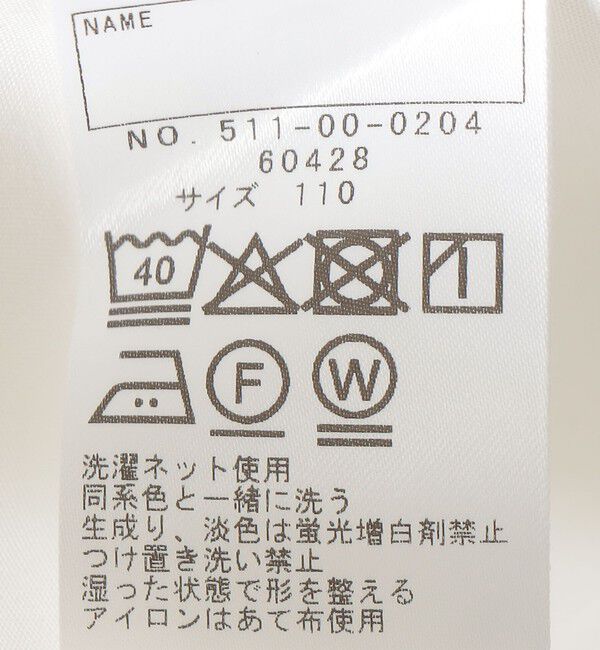 NAME
NO. 511-00-0204
60428
サイズ 110
40
F W
洗濯ネット使用
同系色と一緒に洗う
生成り、淡色は蛍光増白剤禁止
つけ置き洗い禁止
湿った状態で形を整える
アイロンはあて布使用